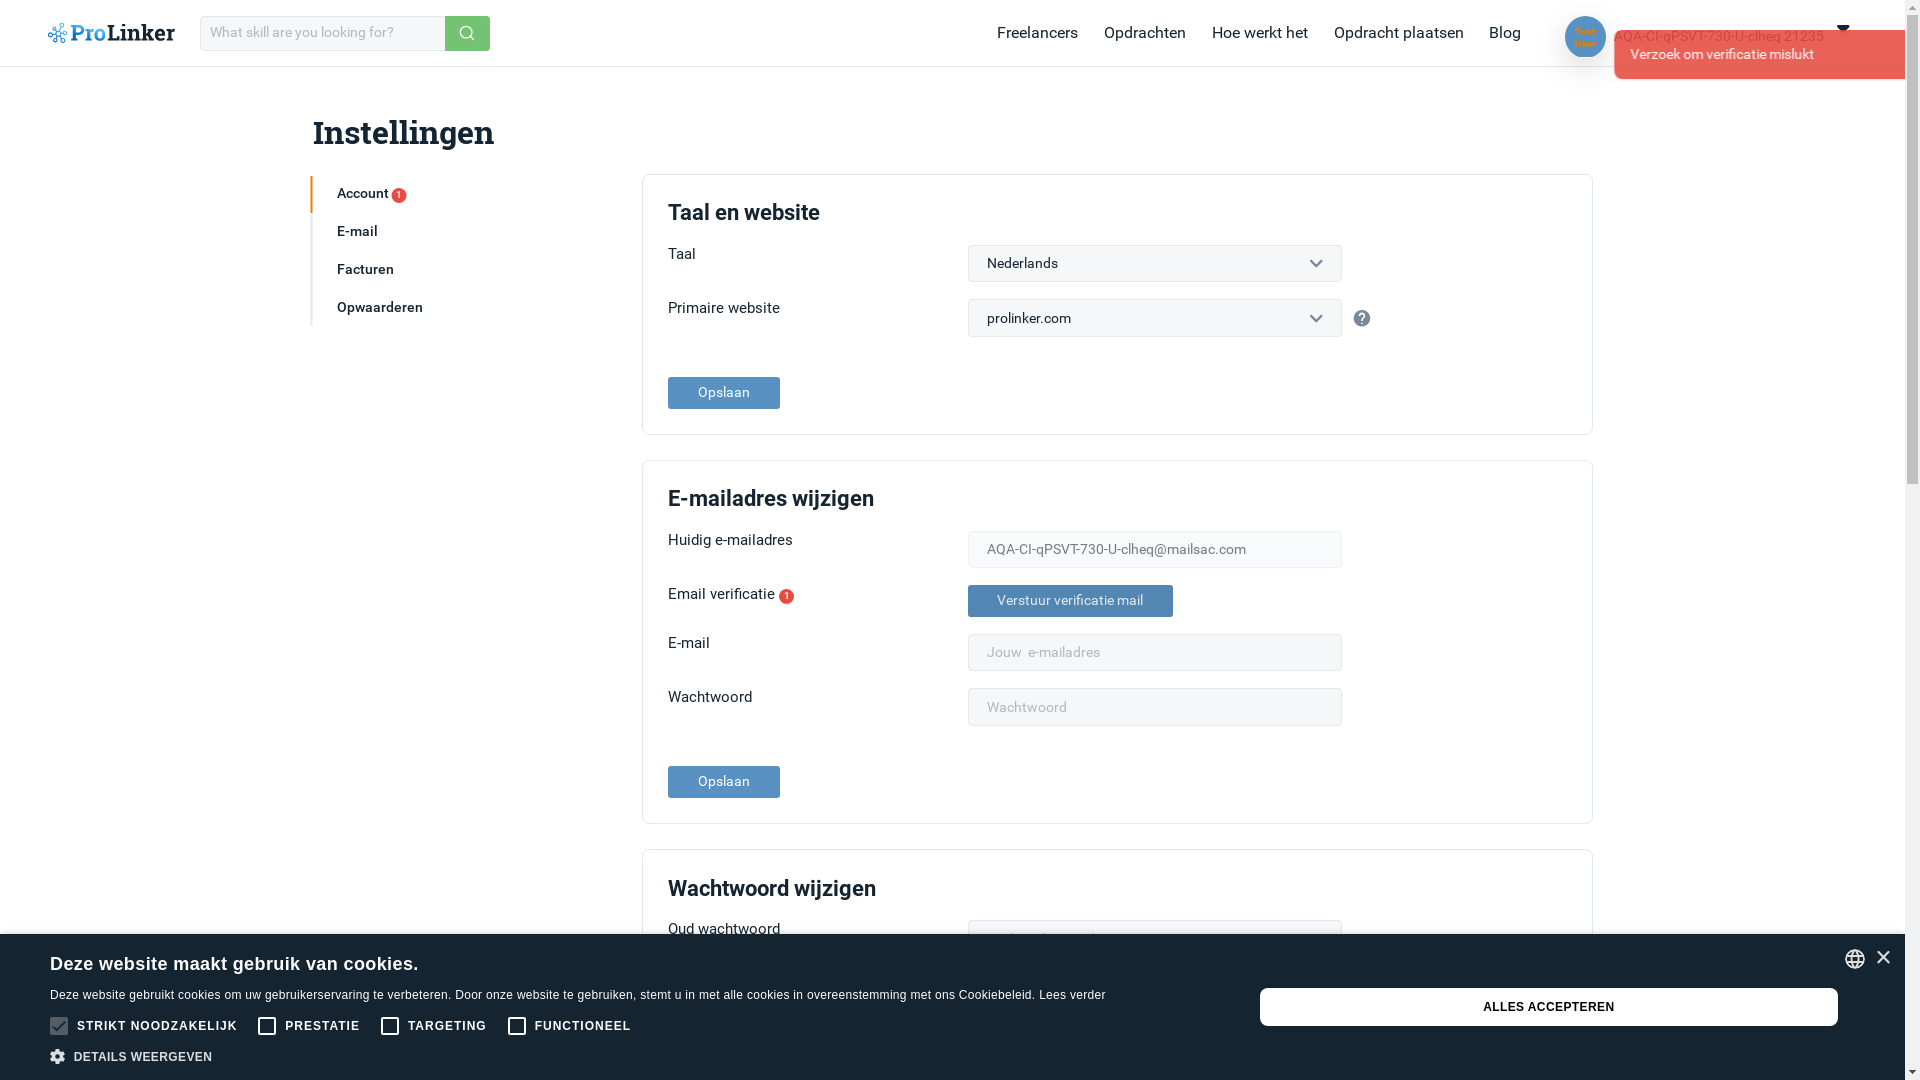 ProLinker
What skill are you looking for?
Freelancers
Opdrachten
Hoe werkt het
Opdracht plaatsen
Blog
Test
User
AQA-CI-qPSVT-730-U-clheq 21235
Verzoek om verificatie mislukt
Instellingen
Account 1
E-mail
Facturen
Opwaarderen
Taal en website
Taal
Nederlands
Primaire website
prolinker.com
Opslaan
E-mailadres wijzigen
Huidig e-mailadres
AQA-CI-qPSVT-730-U-clheq@mailsac.com
Email verificatie 1
Verstuur verificatie mail
E-mail
Jouw e-mailadres
Wachtwoord
Wachtwoord
Opslaan
Wachtwoord wijzigen
Oud wachtwoord
Deze website maakt gebruik van cookies.
Deze website gebruikt cookies om uw gebruikerservaring te verbeteren. Door onze website te gebruiken, stemt u in met alle cookies in overeenstemming met ons Cookiebeleid. Lees verder
STRIKT NOODZAKELIJK
PRESTATIE
TARGETING
FUNCTIONEEL
DETAILS WEERGEVEN
ALLES ACCEPTEREN